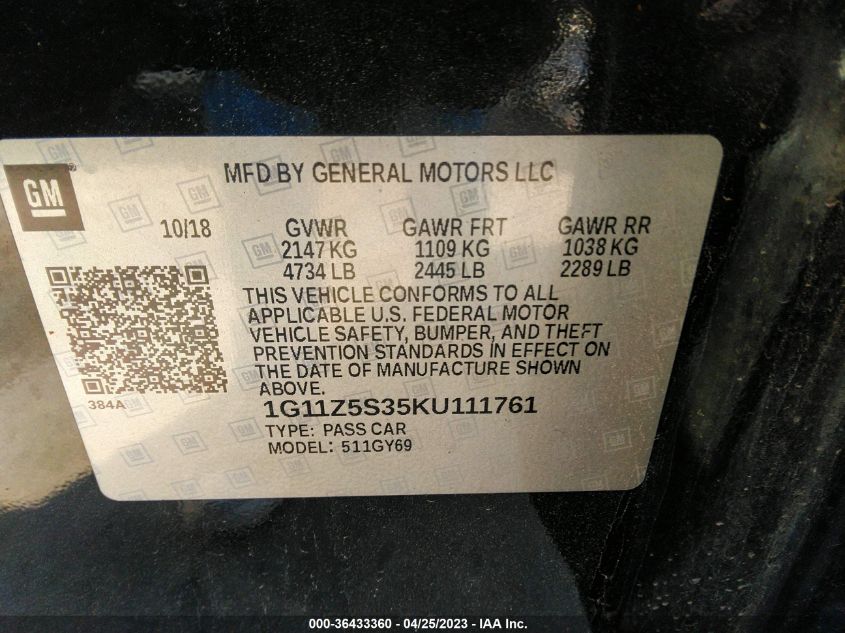 GM
MFD BY GENERAL MOTORS LLC
10/18 GVWR GAWR FRT GAWR RR
2147 KG 1109 KG 1038 KG
4734 LB 2445 LB 2289 LB
THIS VEHICLE CONFORMS TO ALL
APPLICABLE U.S. FEDERAL MOTOR
VEHICLE SAFETY, BUMPER, AND THEFT
PREVENTION STANDARDS IN EFFECT ON
THE DATE OF MANUFACTURE SHOWN
ABOVE.
384A
1G11Z5S35KU111761
TYPE: PASS CAR
MODEL: 511GY69
000-36433360 - 04/25/2023 - IAA Inc.